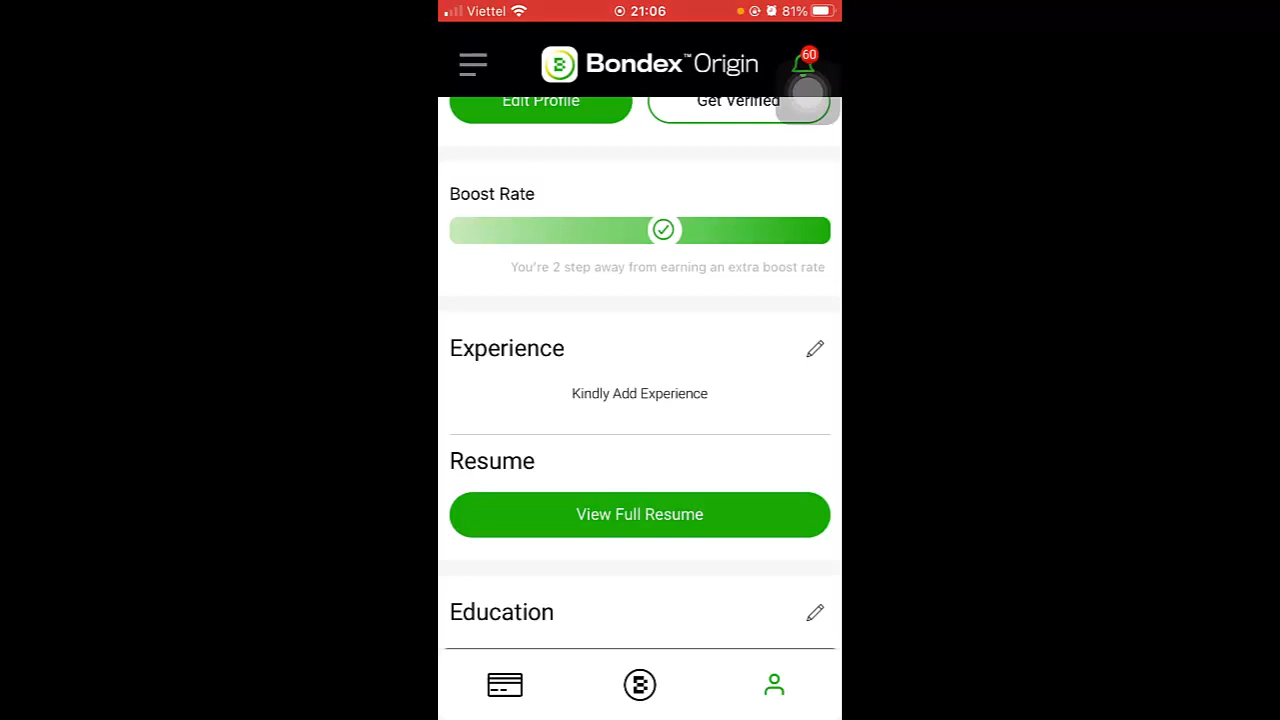 Viettel 21:06 81%
Bondex™ Origin 60
Edit Profile Get Verified
Boost Rate
You're 2 step away from earning an extra boost rate
Experience
Kindly Add Experience
Resume
View Full Resume
Education